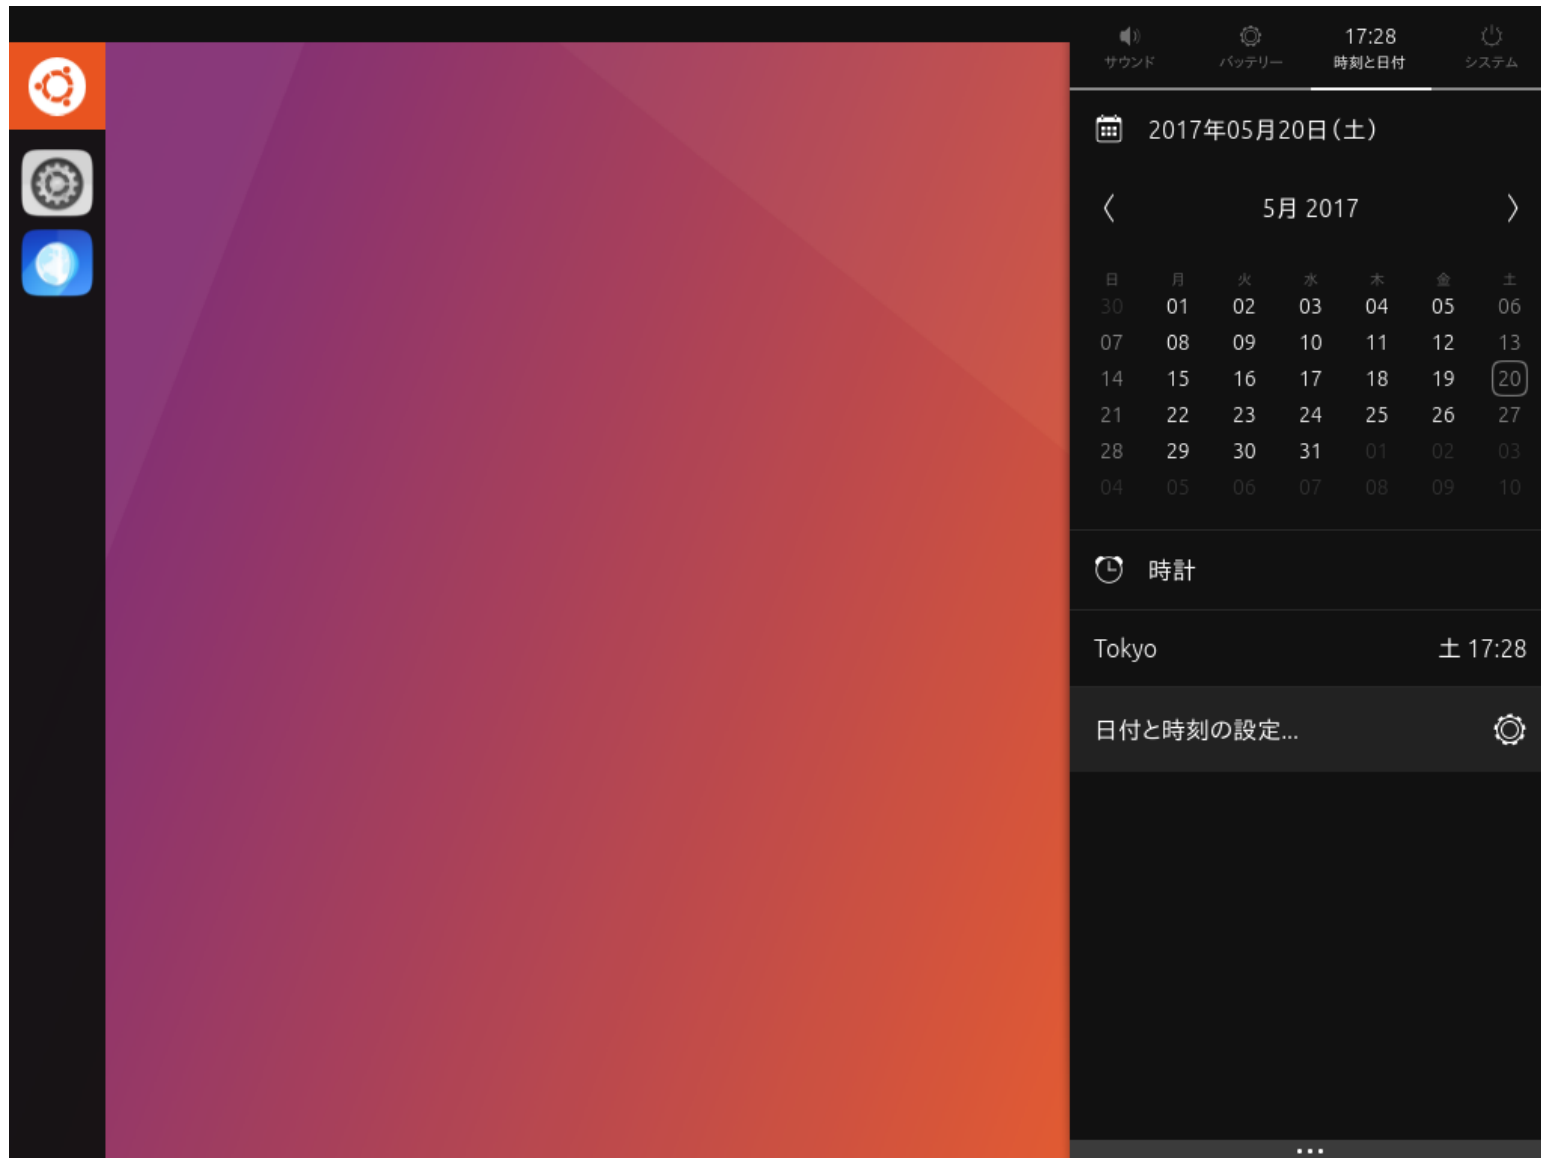 17:28
サウンド バッテリー 時刻と日付 システム
2017年05月20日(土)
5月 2017
日 月 火 水 木 金 土
30 01 02 03 04 05 06
07 08 09 10 11 12 13
14 15 16 17 18 19 20
21 22 23 24 25 26 27
28 29 30 31 01 02 03
04 05 06 07 08 09 10
時計
Tokyo 土 17:28
日付と時刻の設定...